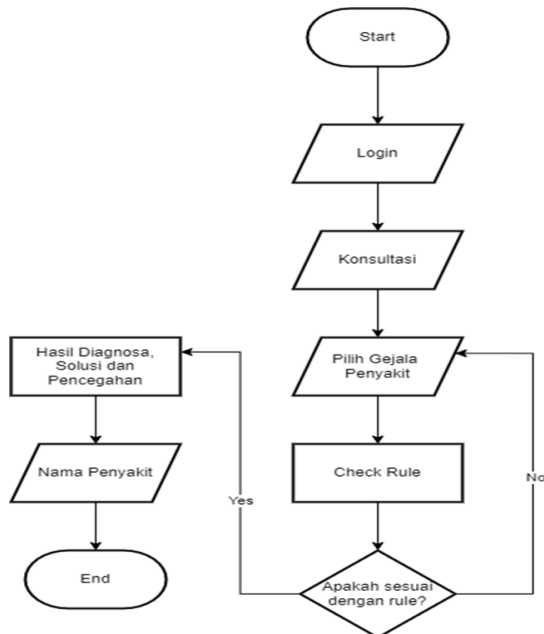 Start
Login
Konsultasi
Pilih Gejala
Penyakit
Check Rule
Apakah sesuai
dengan rule?
No
Yes
Hasil Diagnosa,
Solusi dan
Pencegahan
Nama Penyakit
End